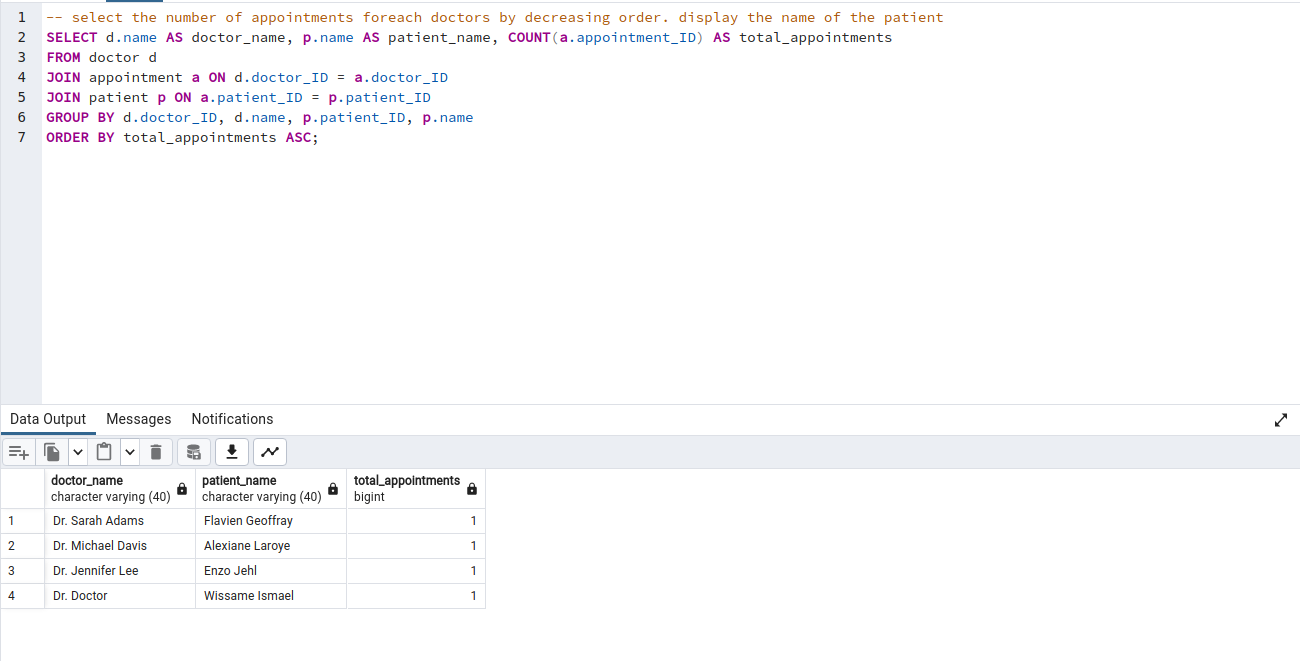 1 -- select the number of appointments foreach doctors by decreasing order. display the name of the patient
2 SELECT d.name AS doctor_name, p.name AS patient_name, COUNT(a.appointment_ID) AS total_appointments
3 FROM doctor d
4 JOIN appointment a ON d.doctor_ID = a.doctor_ID
5 JOIN patient p ON a.patient_ID = p.patient_ID
6 GROUP BY d.doctor_ID, d.name, p.patient_ID, p.name
7 ORDER BY total_appointments ASC;
Data Output Messages Notifications
doctor_name patient_name total_appointments
character varying (40) character varying (40) bigint
1 Dr. Sarah Adams Flavien Geoffray 1
2 Dr. Michael Davis Alexiane Laroye 1
3 Dr. Jennifer Lee Enzo Jehl 1
4 Dr. Doctor Wissame Ismael 1